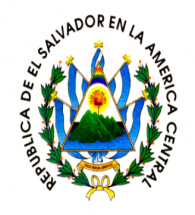 REPUBLICA DE EL SALVADOR EN LA AMERICA CENTRAL